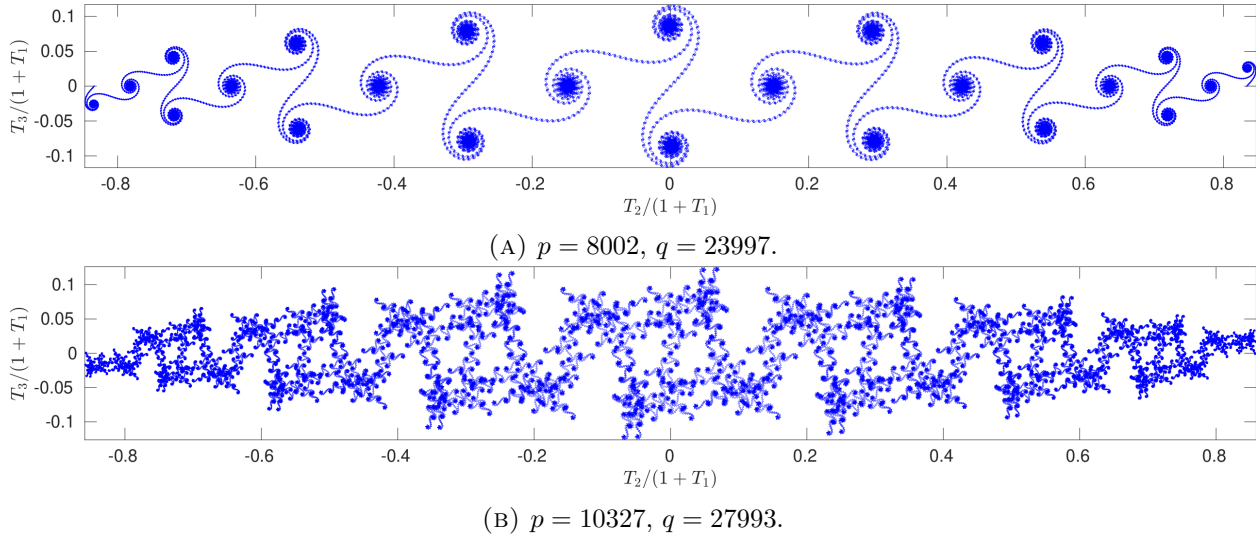 0.1
0.05
0
-0.05
-0.1
T₃/(1 + T₁)
-0.8 -0.6 -0.4 -0.2 0 0.2 0.4 0.6 0.8
T₂/(1 + T₁)
(A) p = 8002, q = 23997.
0.1
0.05
0
-0.05
-0.1
T₃/(1 + T₁)
-0.8 -0.6 -0.4 -0.2 0 0.2 0.4 0.6 0.8
T₂/(1 + T₁)
(B) p = 10327, q = 27993.